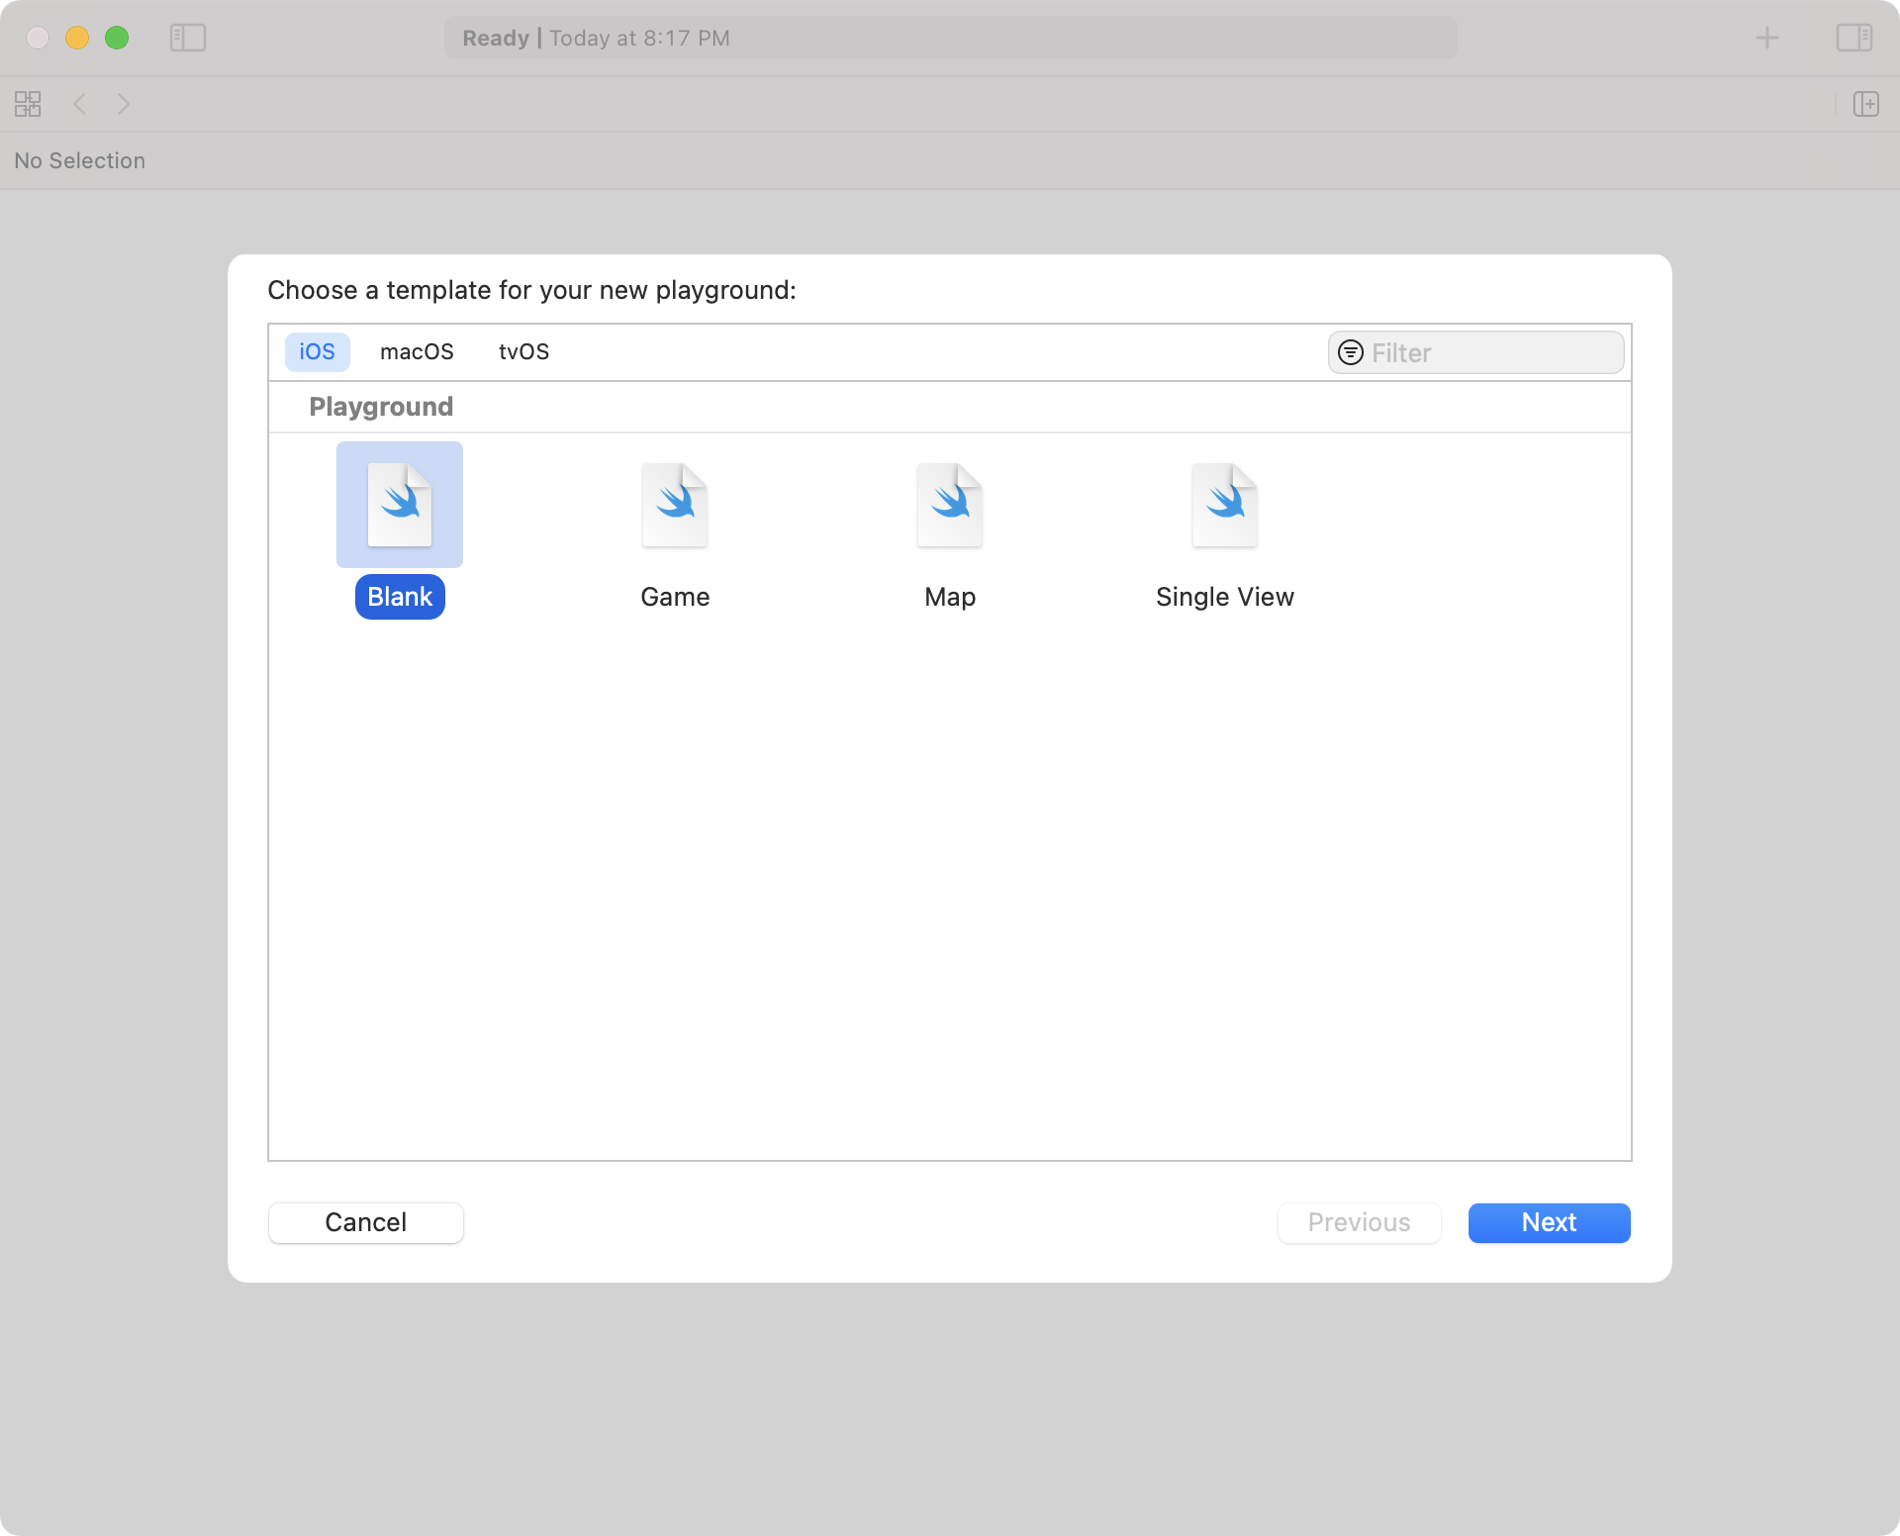 Ready | Today at 8:17 PM
No Selection
Choose a template for your new playground:
iOS macOS tvOS Filter
Playground
Blank Game Map Single View
Cancel Previous Next